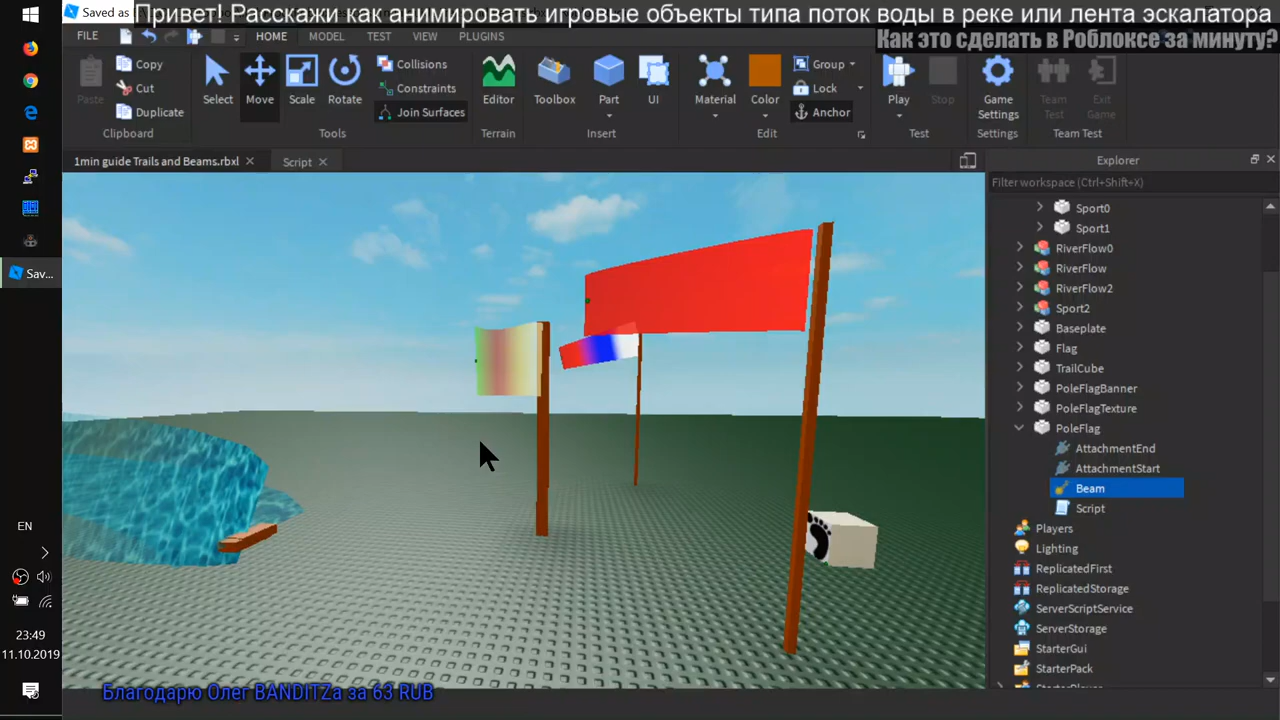 Saved as
Привет! Расскажи как анимировать игровые объекты типа поток воды в реке или лента эскалатора
Как это сделать в Роблоксе за минуту?
FILE
HOME
MODEL
TEST
VIEW
PLUGINS
Paste
Copy
Cut
Duplicate
Clipboard
Select
Move
Scale
Rotate
Collisions
Constraints
Join Surfaces
Tools
Editor
Terrain
Toolbox
Part
UI
Insert
Material
Color
Group
Lock
Anchor
Edit
Play
Stop
Test
Game
Settings
Settings
Team
Test
Exit
Game
Team Test
1min guide Trails and Beams.rbxl
Script
Explorer
Filter workspace (Ctrl+Shift+X)
Sport0
Sport1
RiverFlow0
RiverFlow
RiverFlow2
Sport2
Baseplate
Flag
TrailCube
PoleFlagBanner
PoleFlagTexture
PoleFlag
AttachmentEnd
AttachmentStart
Beam
Script
Players
Lighting
ReplicatedFirst
ReplicatedStorage
ServerScriptService
ServerStorage
StarterGui
StarterPack
Sav...
EN
23:49
11.10.2019
Благодарю Олег BANDITZa за 63 RUB